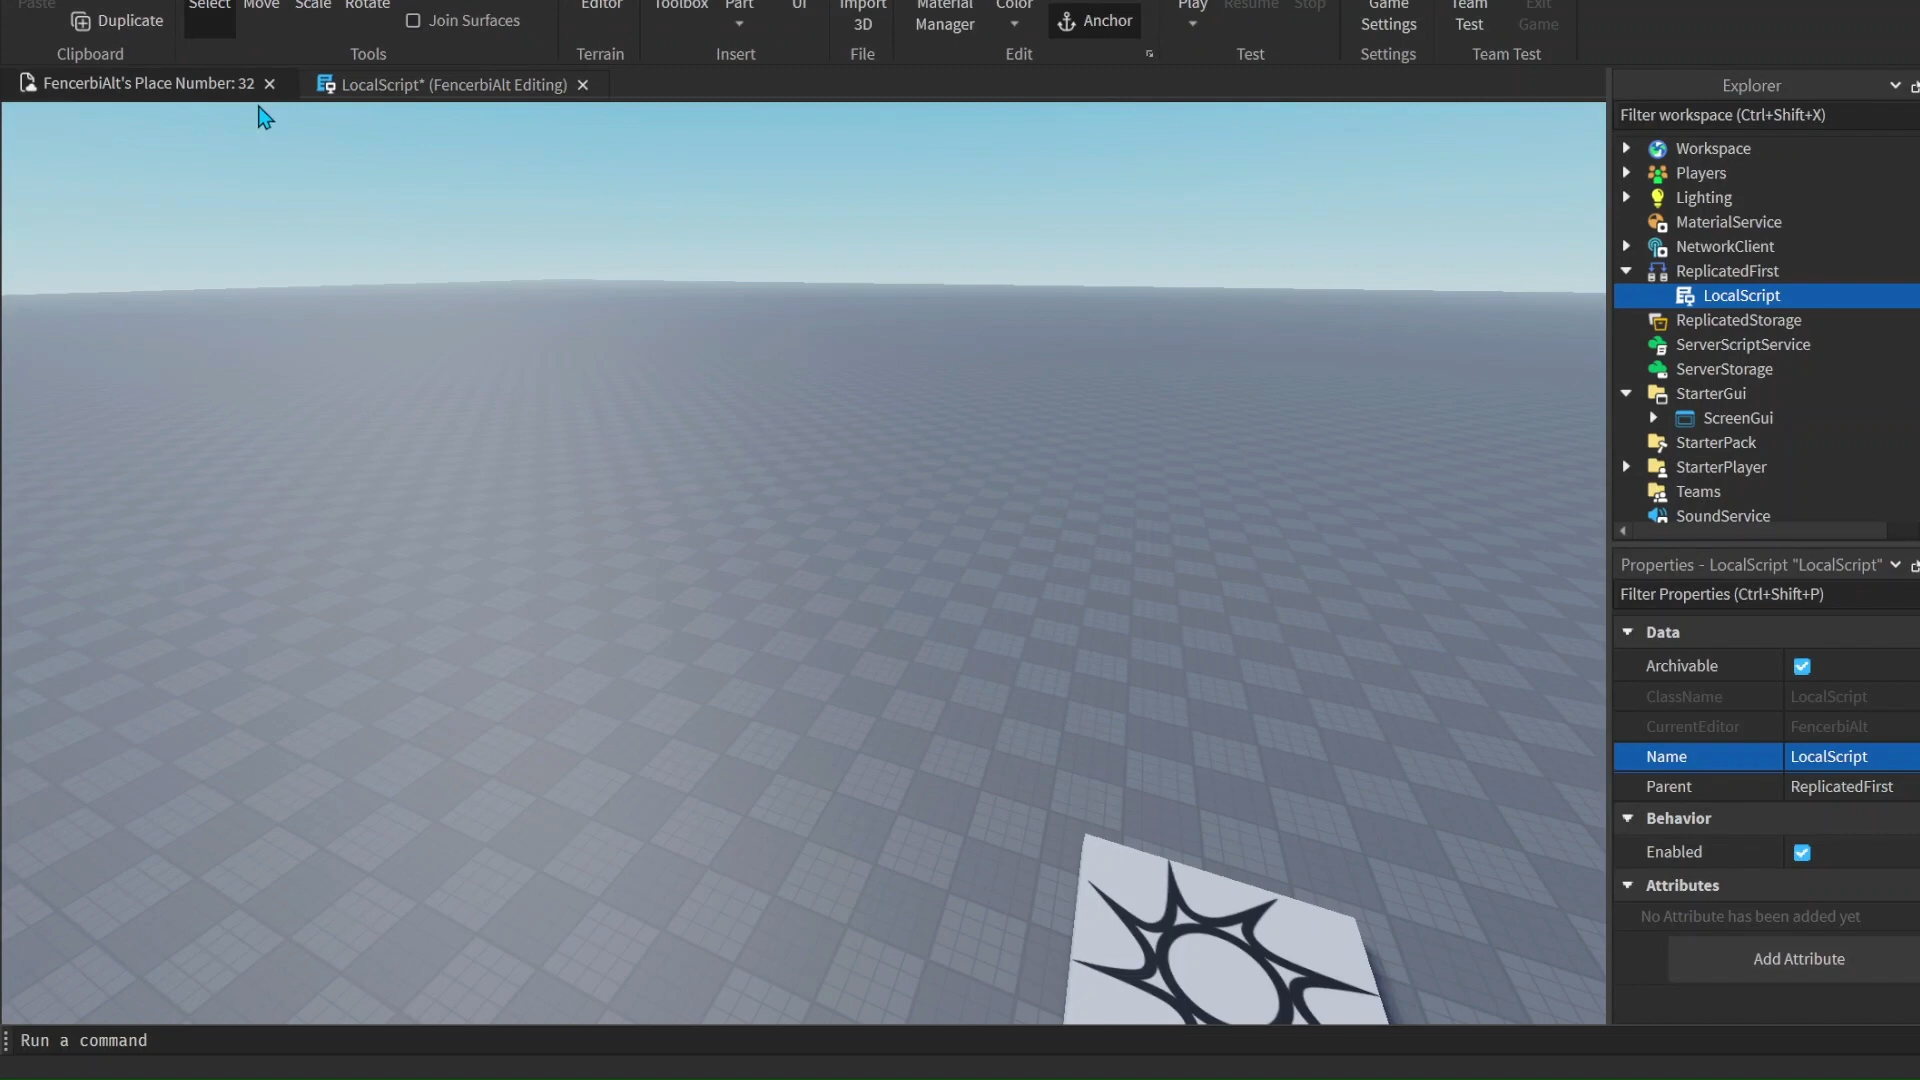 Paste
Select Move Scale Rotate
Editor
Toolbox Part UI
Import
Material
Color
Play Resume Stop
Game
Team
Exit
Duplicate
Join Surfaces
3D
Manager
Anchor
Settings
Test
Game
Clipboard
Tools
Terrain
Insert
File
Edit
Test
Settings
Team Test
FencerbiAlt's Place Number: 32
LocalScript* (FencerbiAlt Editing)
Explorer
Filter workspace (Ctrl+Shift+X)
Workspace
Players
Lighting
MaterialService
NetworkClient
ReplicatedFirst
LocalScript
ReplicatedStorage
ServerScriptService
ServerStorage
StarterGui
ScreenGui
StarterPack
StarterPlayer
Teams
SoundService
Properties - LocalScript "LocalScript"
Filter Properties (Ctrl+Shift+P)
Data
Archivable
ClassName LocalScript
CurrentEditor FencerbiAlt
Name LocalScript
Parent ReplicatedFirst
Behavior
Enabled
Attributes
No Attribute has been added yet
Add Attribute
Run a command